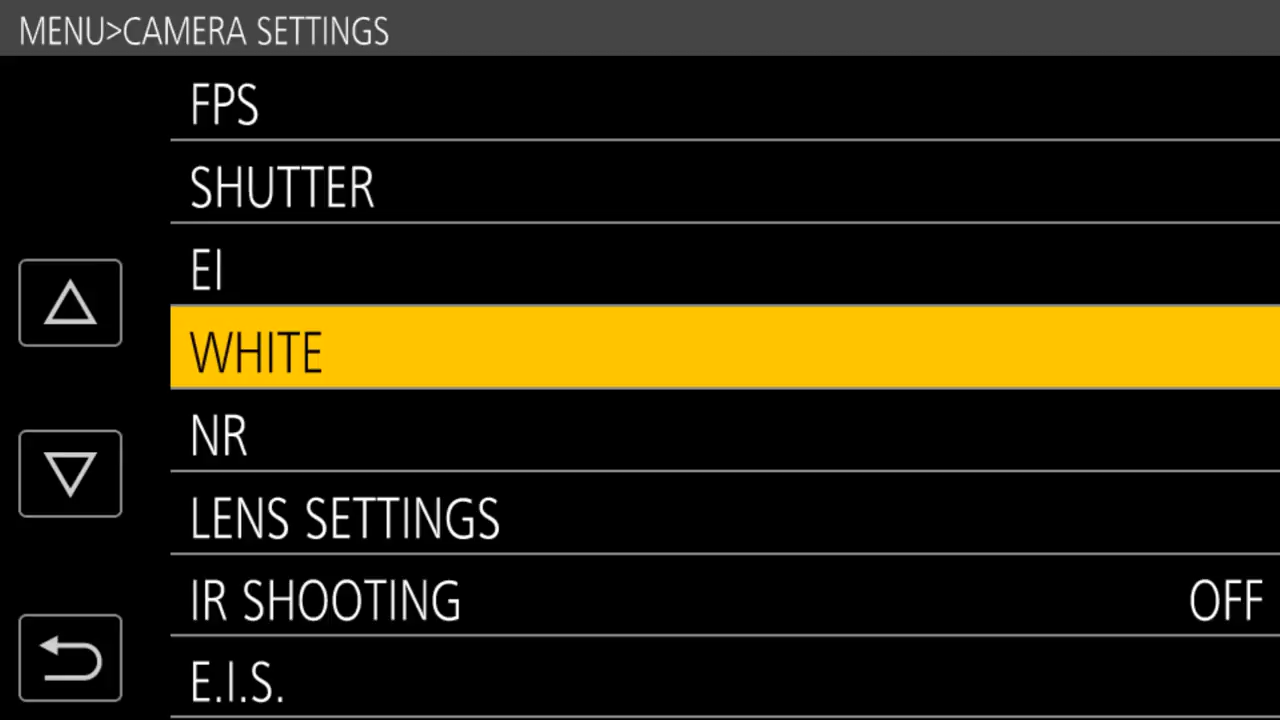 MENU>CAMERA SETTINGS
FPS
SHUTTER
EI
WHITE
NR
LENS SETTINGS
IR SHOOTING OFF
E.I.S.